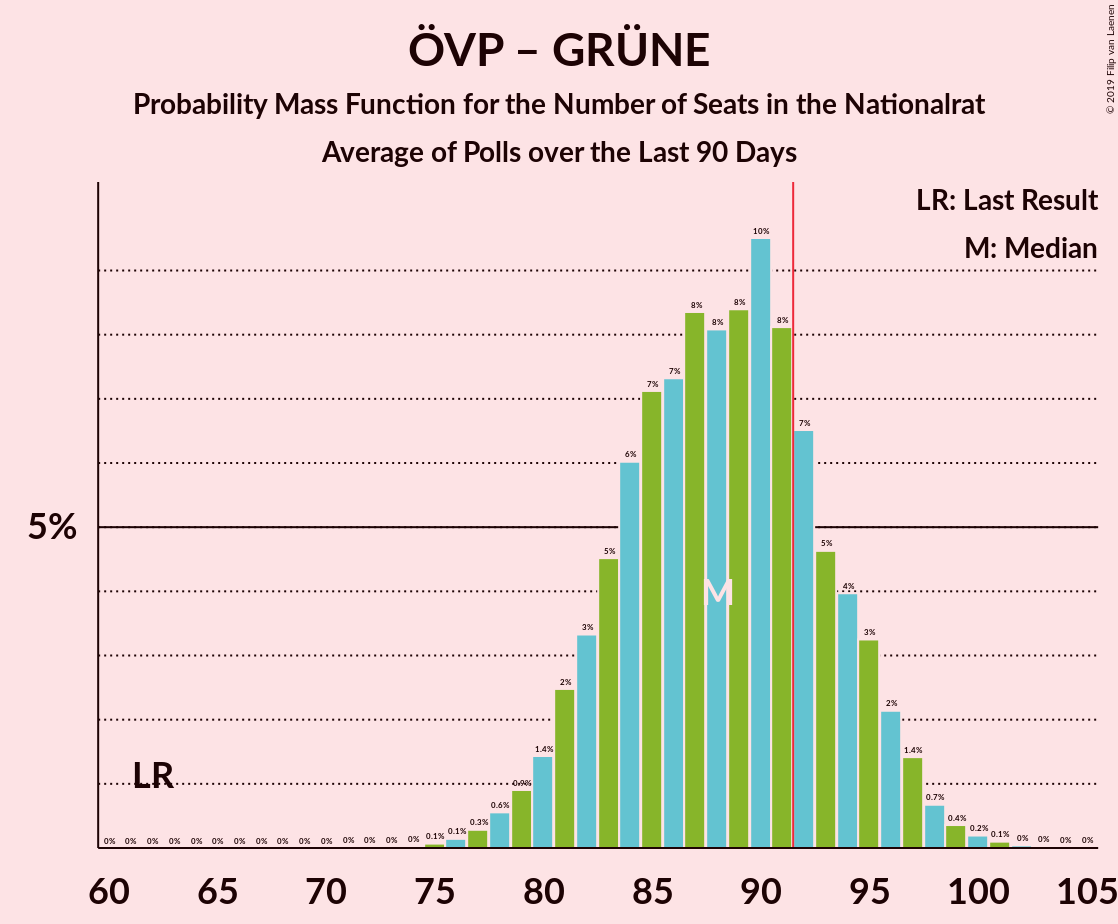 © 2019 Filip van Laenen
ÖVP – GRÜNE
Probability Mass Function for the Number of Seats in the Nationalrat
Average of Polls over the Last 90 Days
LR: Last Result
M: Median
10%
8% 8% 8% 8%
7% 7% 7%
6%
5%
5% 5%
4%
M
3% 3%
2% 2%
1.4% 1.4%
LR
0.9% 0.6% 0.7%
0% 0% 0% 0% 0% 0% 0% 0% 0% 0% 0% 0% 0% 0% 0% 0.1% 0.1% 0.3% 0.4% 0.2% 0.1% 0% 0% 0% 0%
60 65 70 75 80 85 90 95 100 105